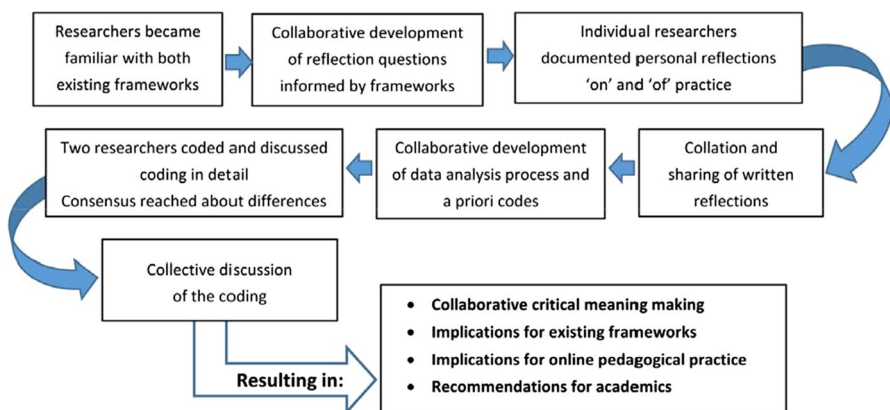 Researchers became
familiar with both
existing frameworks
Collaborative development
of reflection questions
informed by frameworks
Individual researchers
documented personal reflections
‘on’ and ‘of’ practice
Collation and
sharing of written
reflections
Collaborative development
of data analysis process and
a priori codes
Two researchers coded and discussed
coding in detail
Consensus reached about differences
Collective discussion
of the coding
Resulting in:
• Collaborative critical meaning making
• Implications for existing frameworks
• Implications for online pedagogical practice
• Recommendations for academics